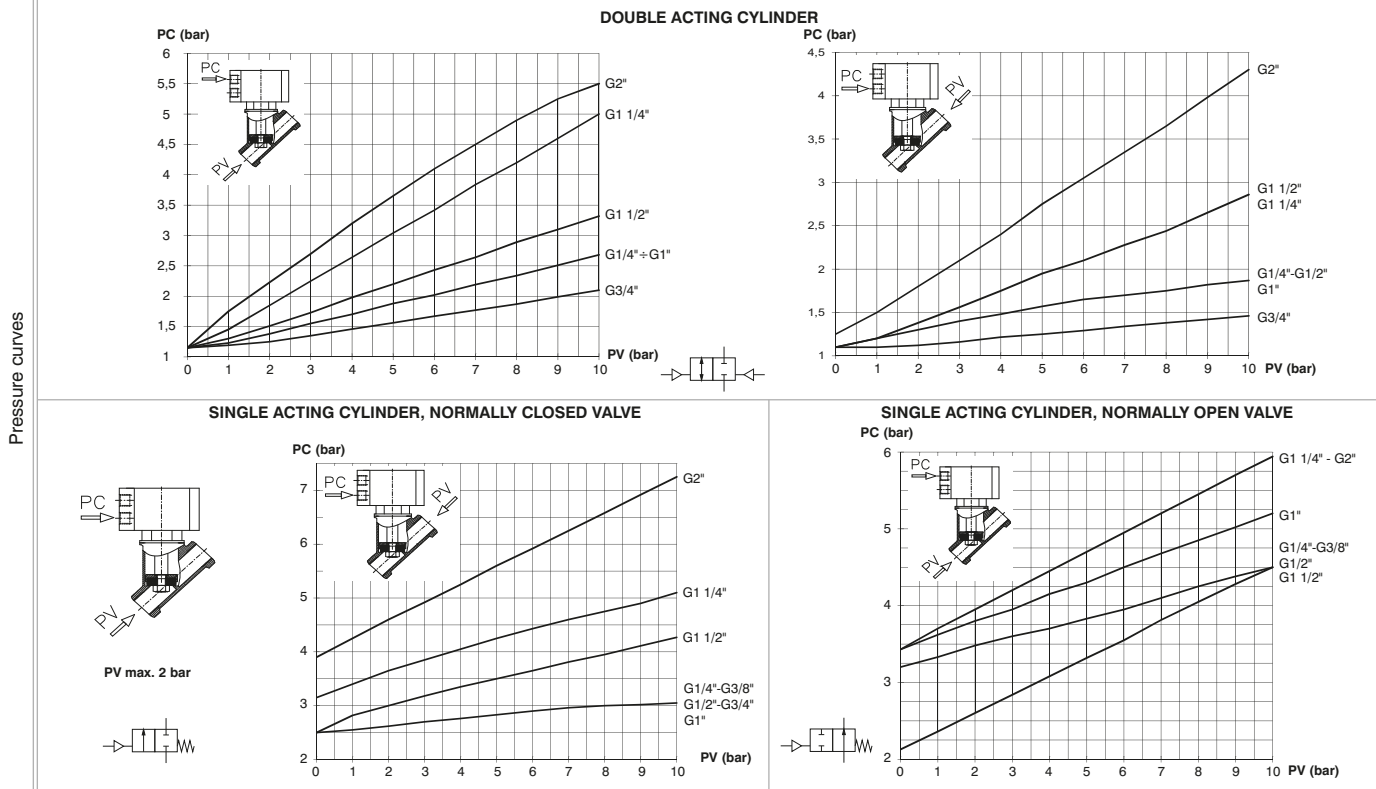 Pressure curves
DOUBLE ACTING CYLINDER
PC (bar)
6
5,5
5
4,5
4
3,5
3
2,5
2
1,5
1
0 1 2 3 4 5 6 7 8 9 10
PV (bar)
PC
PV
G2"
G1 1/4"
G1 1/2"
G1/4"÷G1"
G3/4"
PC (bar)
4,5
4
3,5
3
2,5
2
1,5
1
0 1 2 3 4 5 6 7 8 9 10 PV (bar)
PC
PV
G2"
G1 1/2"
G1 1/4"
G1/4"-G1/2"
G1"
G3/4"
SINGLE ACTING CYLINDER, NORMALLY CLOSED VALVE
PC
PV
PV max. 2 bar
PC (bar)
7
6
5
4
3
2
0 1 2 3 4 5 6 7 8 9 10
PV (bar)
PC
PV
G2"
G1 1/4"
G1 1/2"
G1/4"-G3/8"
G1/2"-G3/4"
G1"
SINGLE ACTING CYLINDER, NORMALLY OPEN VALVE
PC (bar)
6
5
4
3
2
0 1 2 3 4 5 6 7 8 9 10 PV (bar)
PC
PV
G1 1/4" - G2"
G1"
G1/4"-G3/8"
G1/2"
G1 1/2"